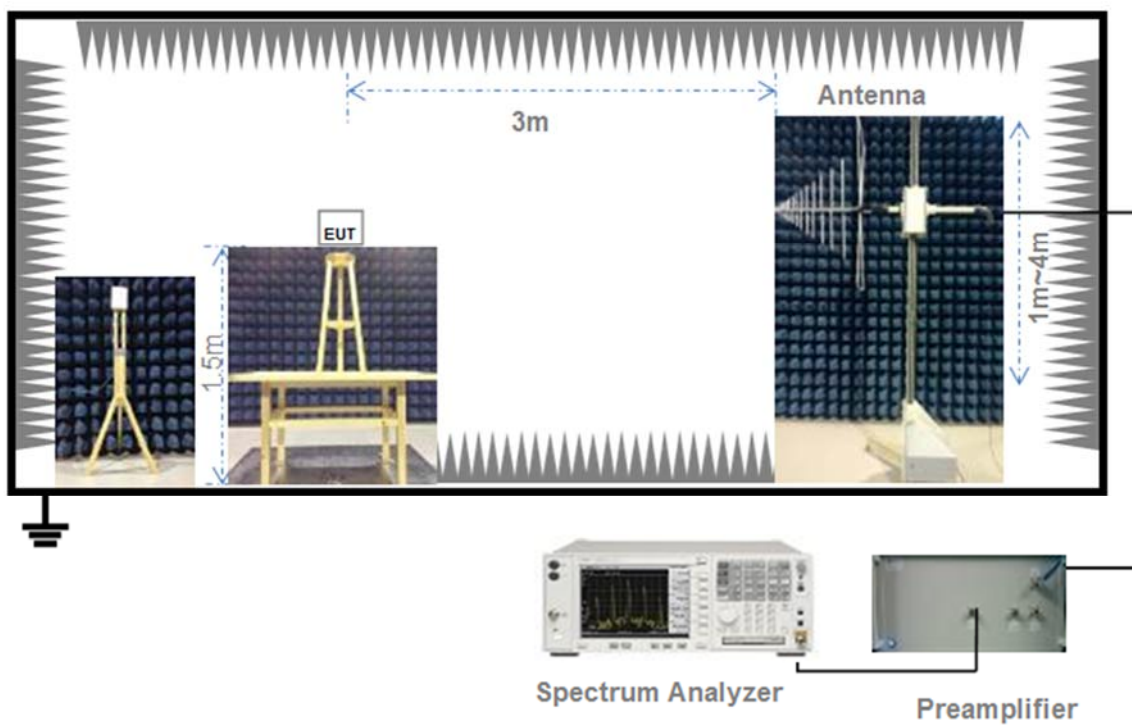 Antenna
3m
EUT
1.5m
1m~4m
Spectrum Analyzer
Preamplifier